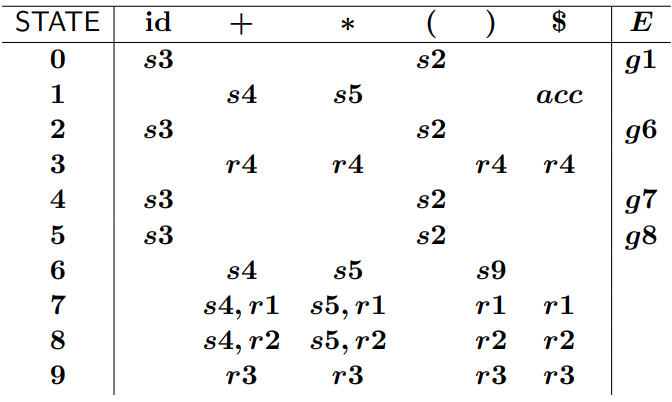 STATE id + * ( ) $ E
0 s3 s2 g1
1 s4 s5 acc
2 s3 s2 g6
3 r4 r4 r4 r4
4 s3 s2 g7
5 s3 s2 g8
6 s4 s5 s9
7 s4, r1 s5, r1 r1 r1
8 s4, r2 s5, r2 r2 r2
9 r3 r3 r3 r3